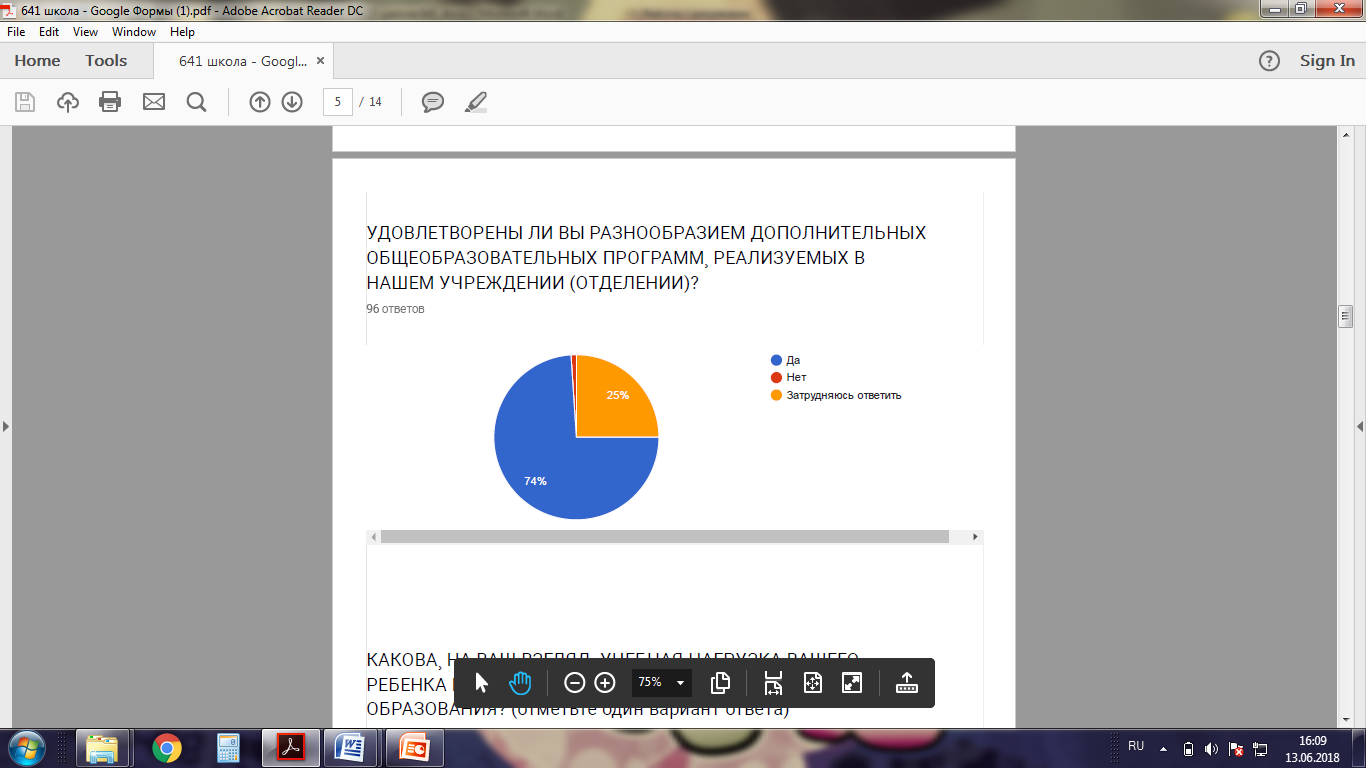 641 школа - Google Формы (1).pdf - Adobe Acrobat Reader DC
File Edit View Window Help
Home Tools 641 школа - Googl... × ? Sign In
5 / 14
УДОВЛЕТВОРЕНЫ ЛИ ВЫ РАЗНООБРАЗИЕМ ДОПОЛНИТЕЛЬНЫХ
ОБЩЕОБРАЗОВАТЕЛЬНЫХ ПРОГРАММ, РЕАЛИЗУЕМЫХ В
НАШЕМ УЧРЕЖДЕНИИ (ОТДЕЛЕНИИ)?
96 ответов
Да
Нет
Затрудняюсь ответить
25%
74%
КАКОВА, НА ВАШ ВЗГЛЯД, УЧЕБНАЯ НАГРУЗКА ВАШЕГО
РЕБЕНКА
ОБРАЗОВАНИЯ? (отметьте один вариант ответа)
75%
RU
16:09
13.06.2018